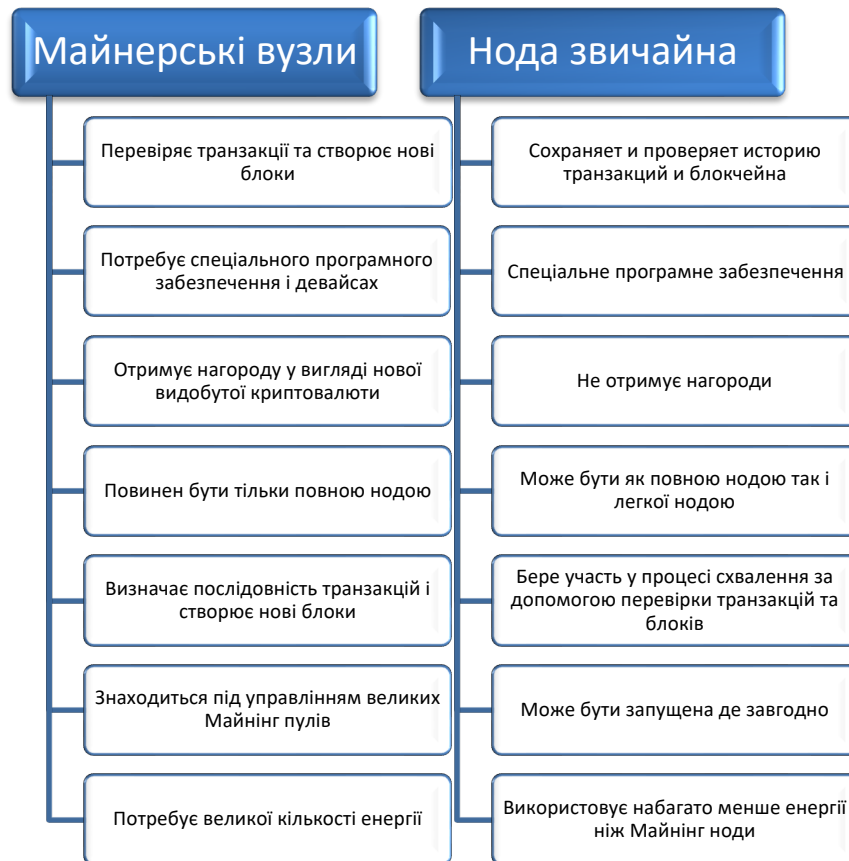 Майнерські вузли
Перевіряє транзакції та створює нові
блоки
Потребує спеціального програмного
забезпечення і девайсах
Отримує нагороду у вигляді нової
видобутої криптовалюти
Повинен бути тільки повною нодою
Визначає послідовність транзакцій і
створює нові блоки
Знаходиться під управлінням великих
Майнінг пулів
Потребує великої кількості енергії
Нода звичайна
Сохраняет и проверяет историю
транзакций и блокчейна
Спеціальне програмне забезпечення
Не отримує нагороди
Може бути як повною нодою так і
легкої нодою
Бере участь у процесі схвалення за
допомогою перевірки транзакцій та
блоків
Може бути запущена де завгодно
Використовує набагато менше енергії
ніж Майнінг ноди